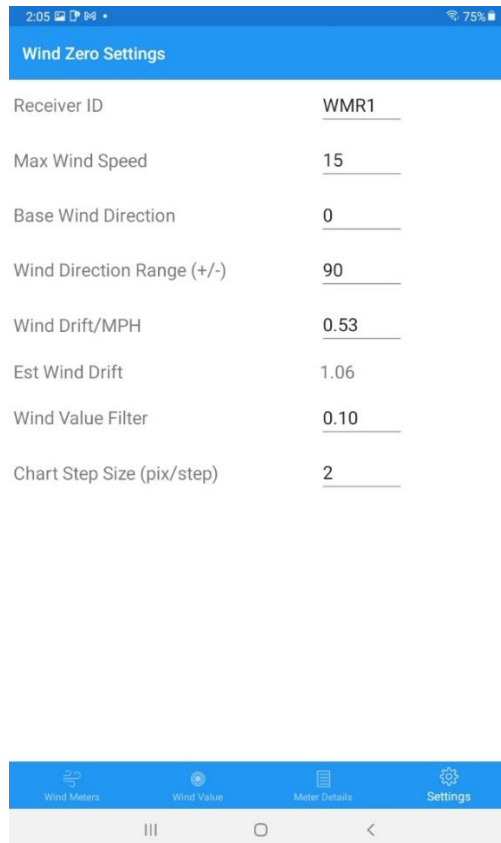 2:05 75%
Wind Zero Settings
Receiver ID WMR1
Max Wind Speed 15
Base Wind Direction 0
Wind Direction Range (+/-) 90
Wind Drift/MPH 0.53
Est Wind Drift 1.06
Wind Value Filter 0.10
Chart Step Size (pix/step) 2
Wind Meters Wind Value Meter Details Settings